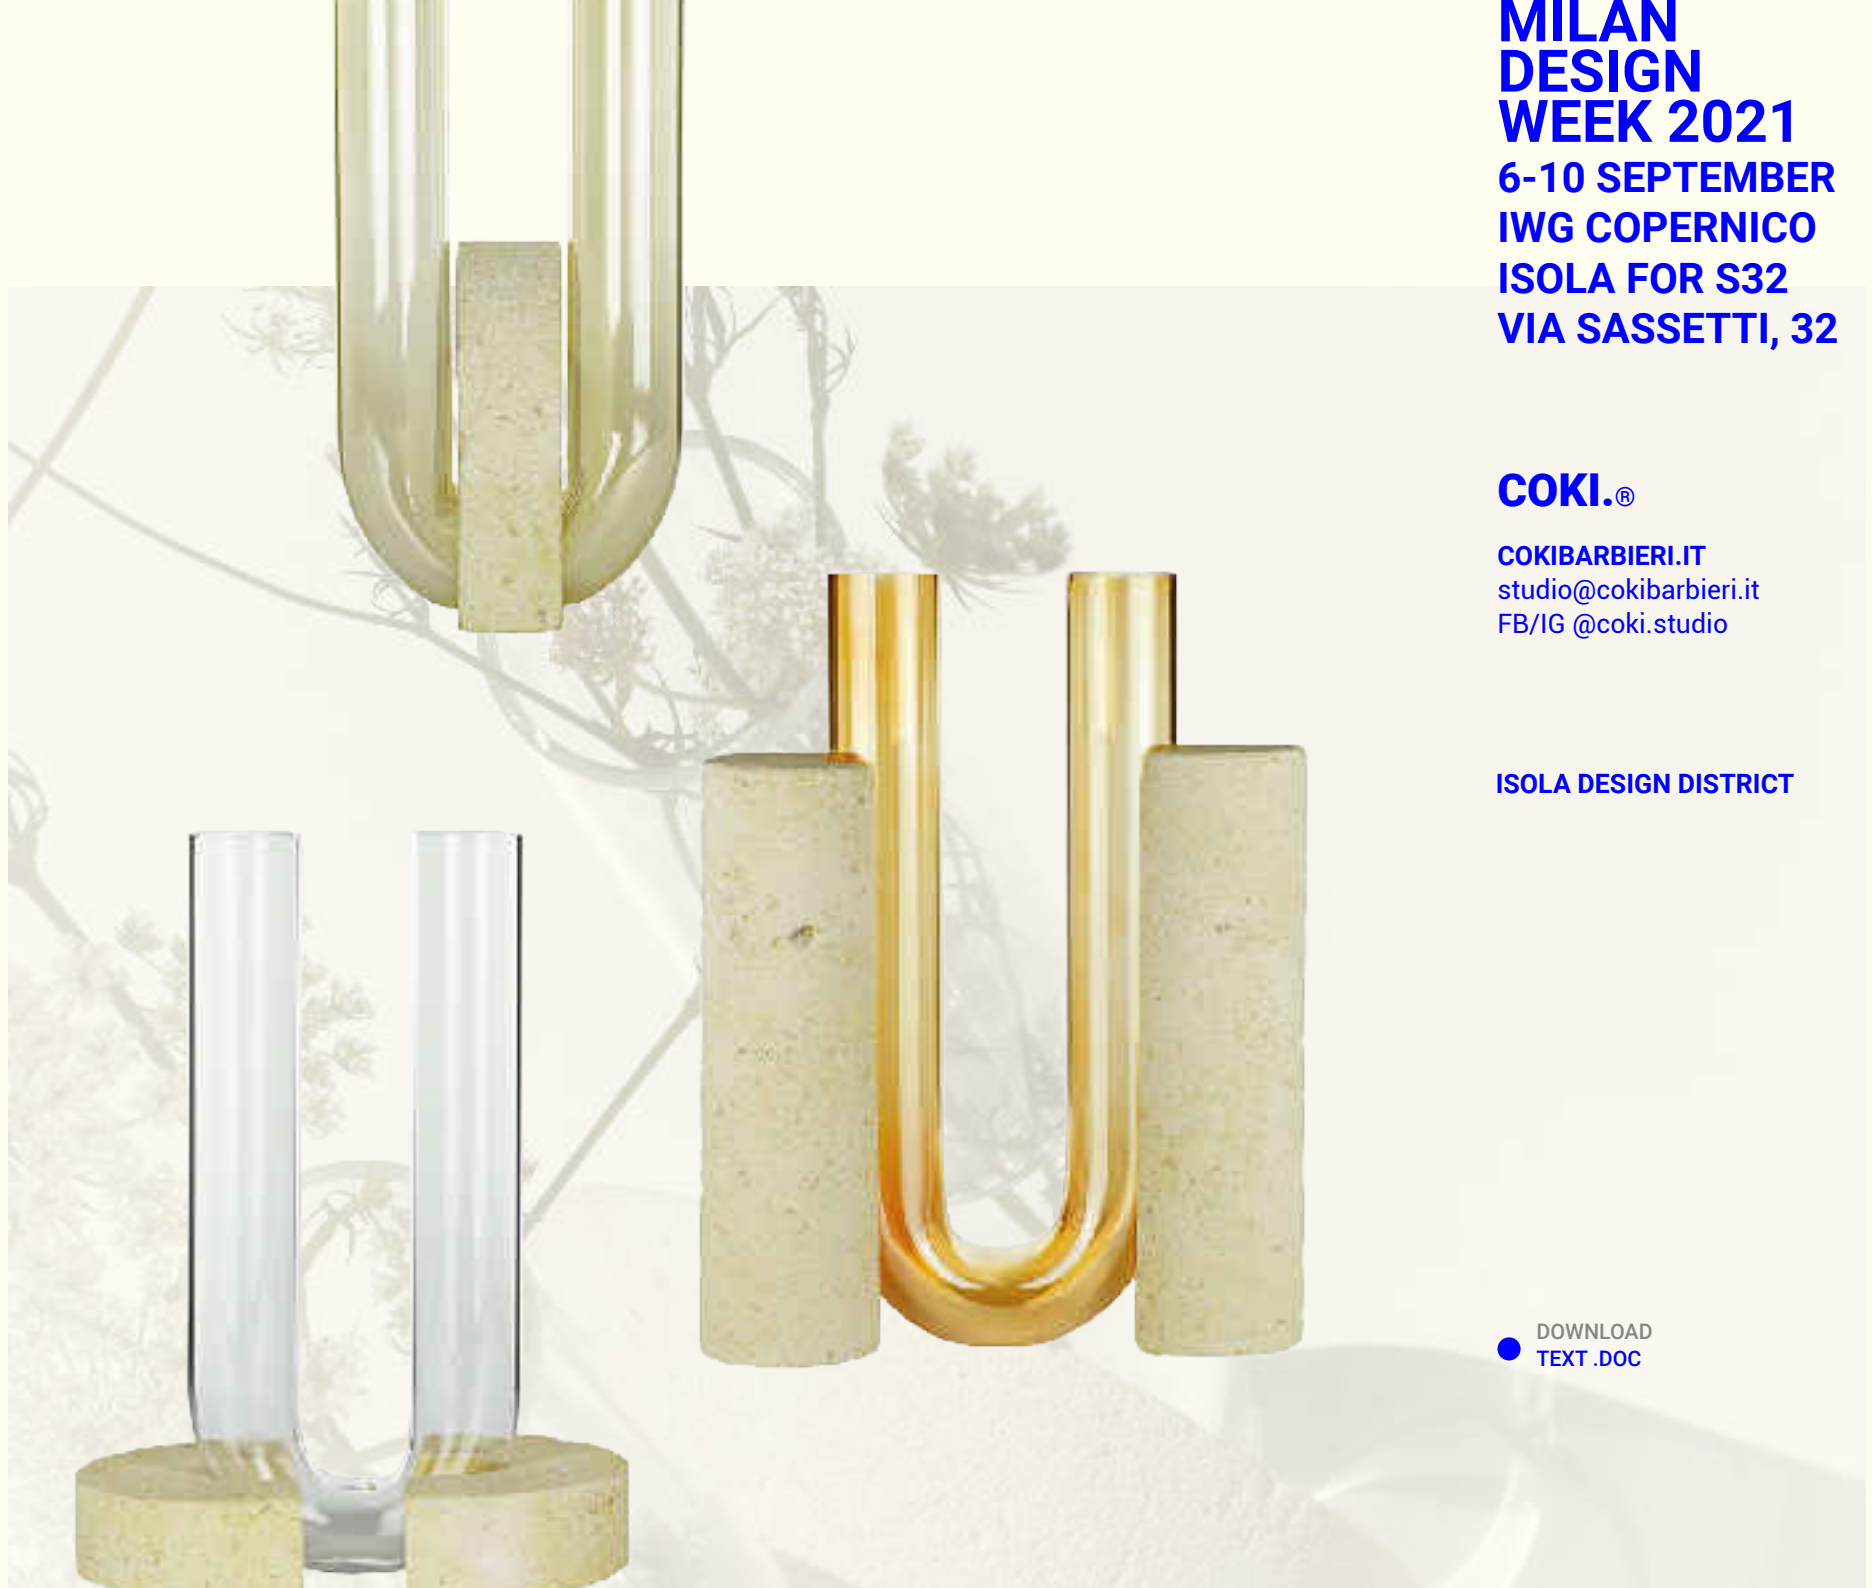 MILAN
DESIGN
WEEK 2021
6-10 SEPTEMBER
IWG COPERNICO
ISOLA FOR S32
VIA SASSETTI, 32
COKI.®
COKIBARBIERI.IT
studio@cokibarbieri.it
FB/IG @coki.studio
ISOLA DESIGN DISTRICT
DOWNLOAD
TEXT .DOC